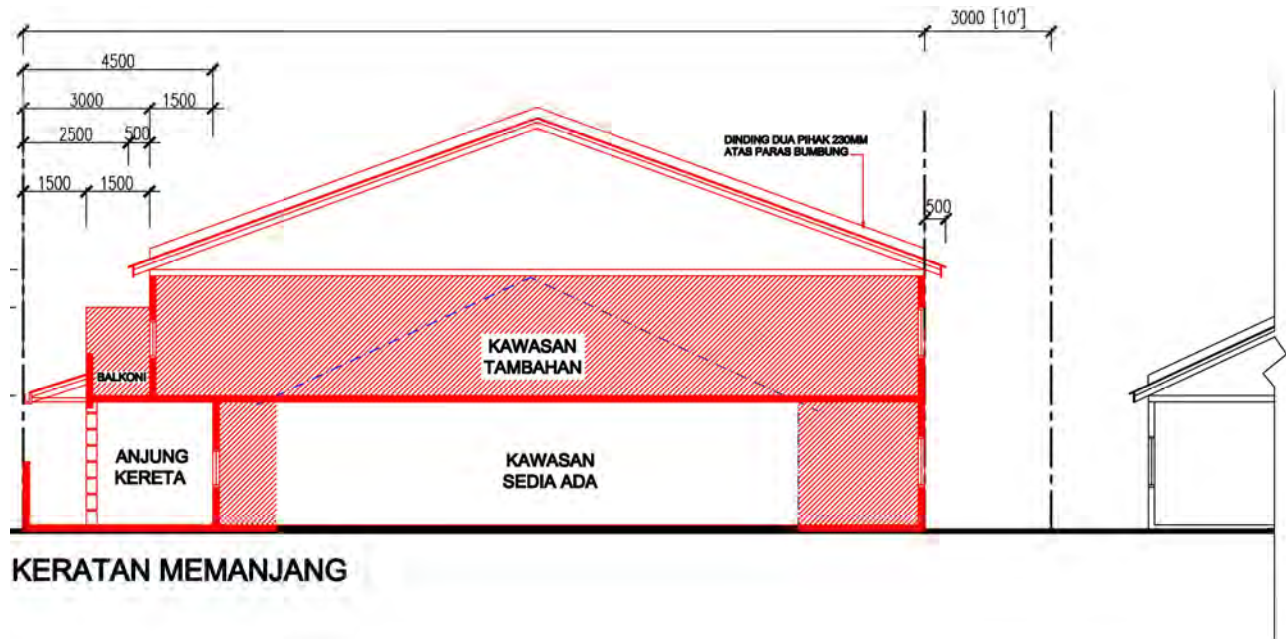 3000 [10']
4500
3000 1500
2500 500
DINDING DUA PIHAK 230MM
ATAS PARAS BUMBUNG
1500 1500
500
KAWASAN
TAMBAHAN
BALKONI
ANJUNG
KERETA
KAWASAN
SEDIA ADA
KERATAN MEMANJANG